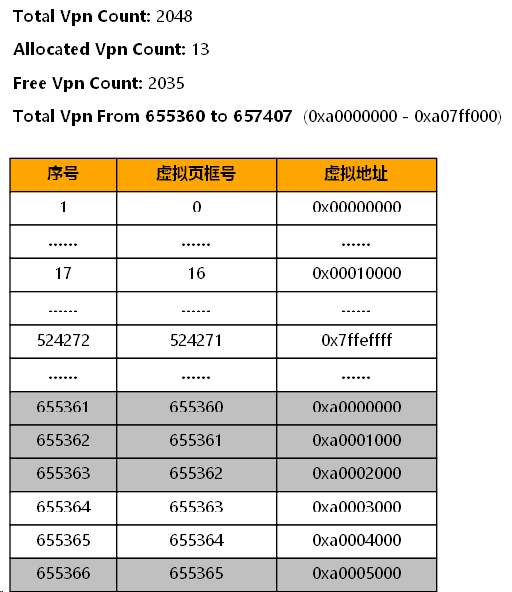 Total Vpn Count: 2048
Allocated Vpn Count: 13
Free Vpn Count: 2035
Total Vpn From 655360 to 657407 (0xa0000000 - 0xa07ff000)
序号 虚拟页框号 虚拟地址
1 0 0x00000000
...... ...... ......
17 16 0x00010000
...... ...... ......
524272 524271 0x7ffeffff
...... ...... ......
655361 655360 0xa0000000
655362 655361 0xa0001000
655363 655362 0xa0002000
655364 655363 0xa0003000
655365 655364 0xa0004000
655366 655365 0xa0005000